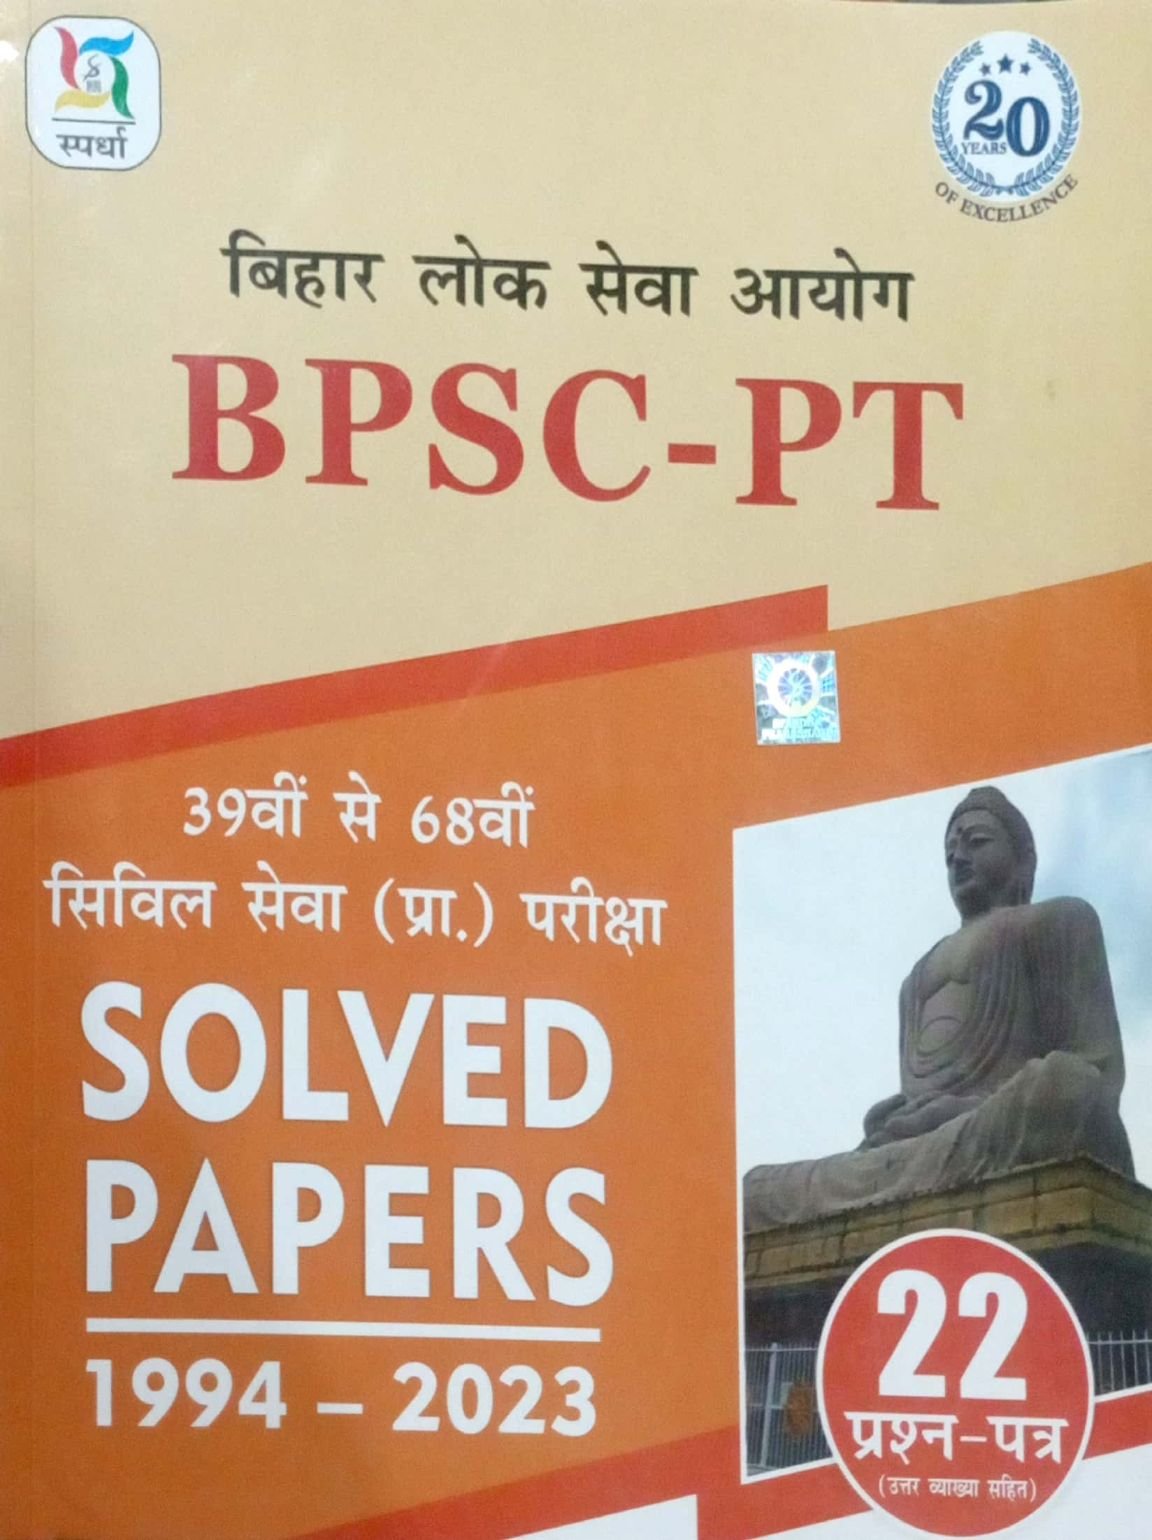 स्पर्धा
20
YEARS
OF EXCELLENCE
बिहार लोक सेवा आयोग
BPSC-PT
39वीं से 68वीं
सिविल सेवा (प्रा.) परीक्षा
SOLVED
PAPERS
1994 – 2023
22
प्रश्न-पत्र
(उत्तर व्याख्या सहित)